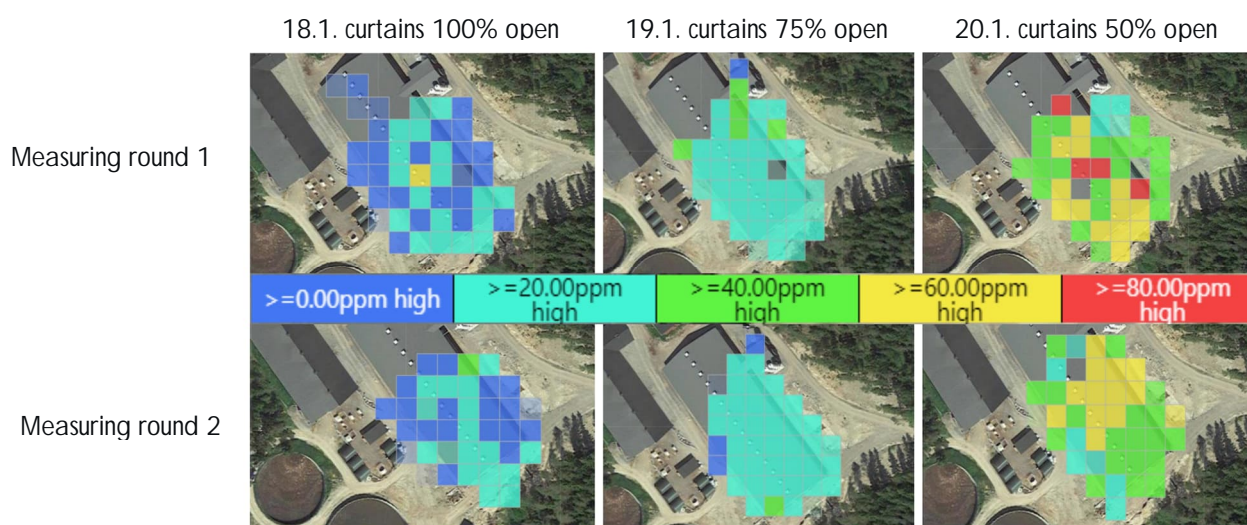 18.1. curtains 100% open
19.1. curtains 75% open
20.1. curtains 50% open
Measuring round 1
>=0.00ppm high
>=20.00ppm
high
>=40.00ppm
high
>=60.00ppm
high
>=80.00ppm
high
Measuring round 2